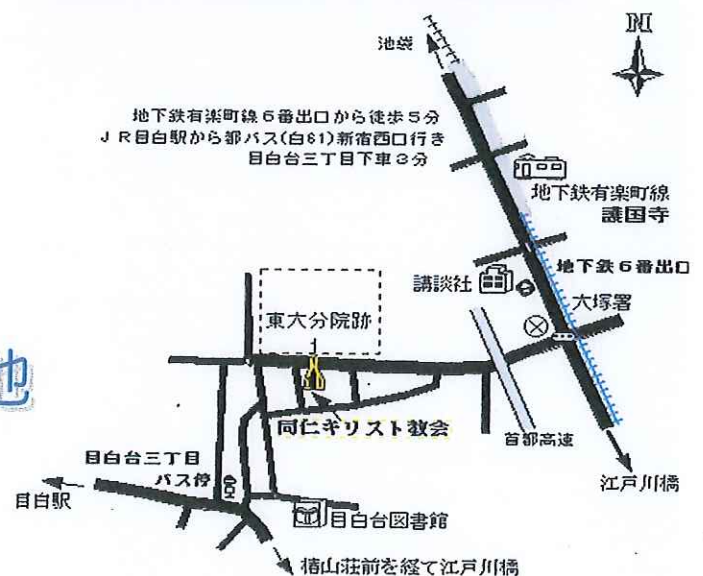 N
池袋
地下鉄有楽町線6番出口から徒歩5分
JR目白駅から都バス(白61)新宿西口行き
目白台三丁目下車3分
地下鉄有楽町線
護国寺
地下鉄6番出口
講談社
大塚署
東大分院跡
地
同仁キリスト教会
首都高速
目白台三丁目
バス停
目白駅
江戸川橋
目白台図書館
椿山荘前を経て江戸川橋